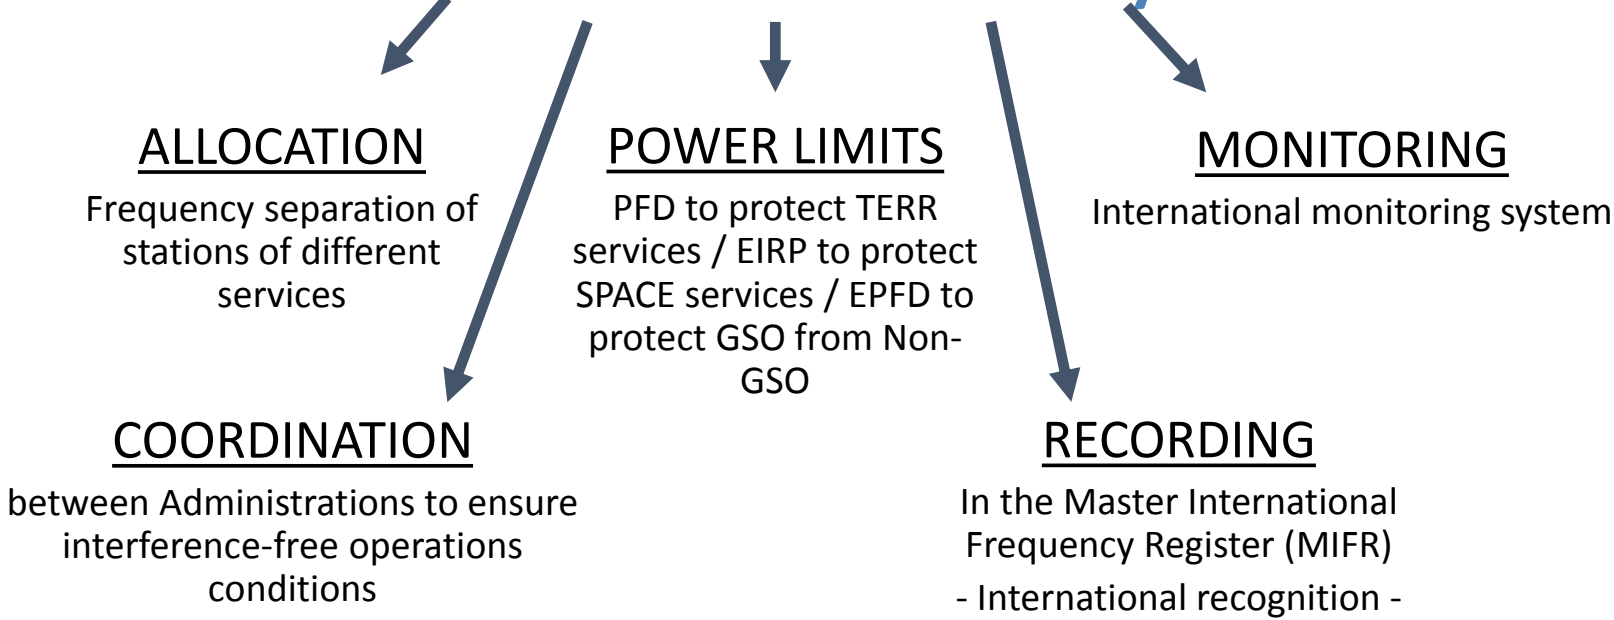 ALLOCATION
Frequency separation of
stations of different
services
POWER LIMITS
PFD to protect TERR
services / EIRP to protect
SPACE services / EPFD to
protect GSO from Non-
GSO
MONITORING
International monitoring system
COORDINATION
between Administrations to ensure
interference-free operations
conditions
RECORDING
In the Master International
Frequency Register (MIFR)
- International recognition -